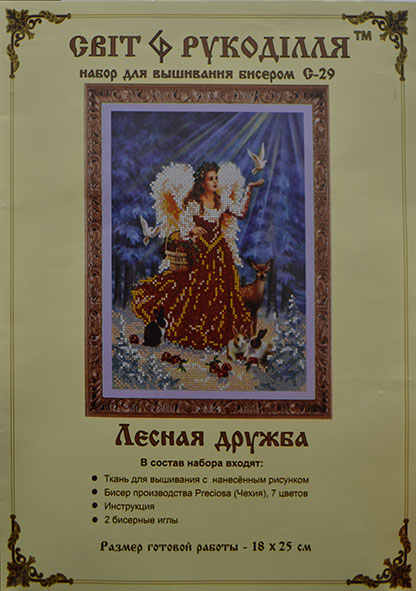 СВІТ РУКОДІЛЛЯ™
НАБОР ДЛЯ ВЫШИВАНИЯ БИСЕРОМ С-29
Лесная дружба
В состав набора входят:
Ткань для вышивания с нанесённым рисунком
Бисер производства Preciosa (Чехия), 7 цветов
Инструкция
2 бисерные иглы
Размер готовой работы - 18 х 25 см